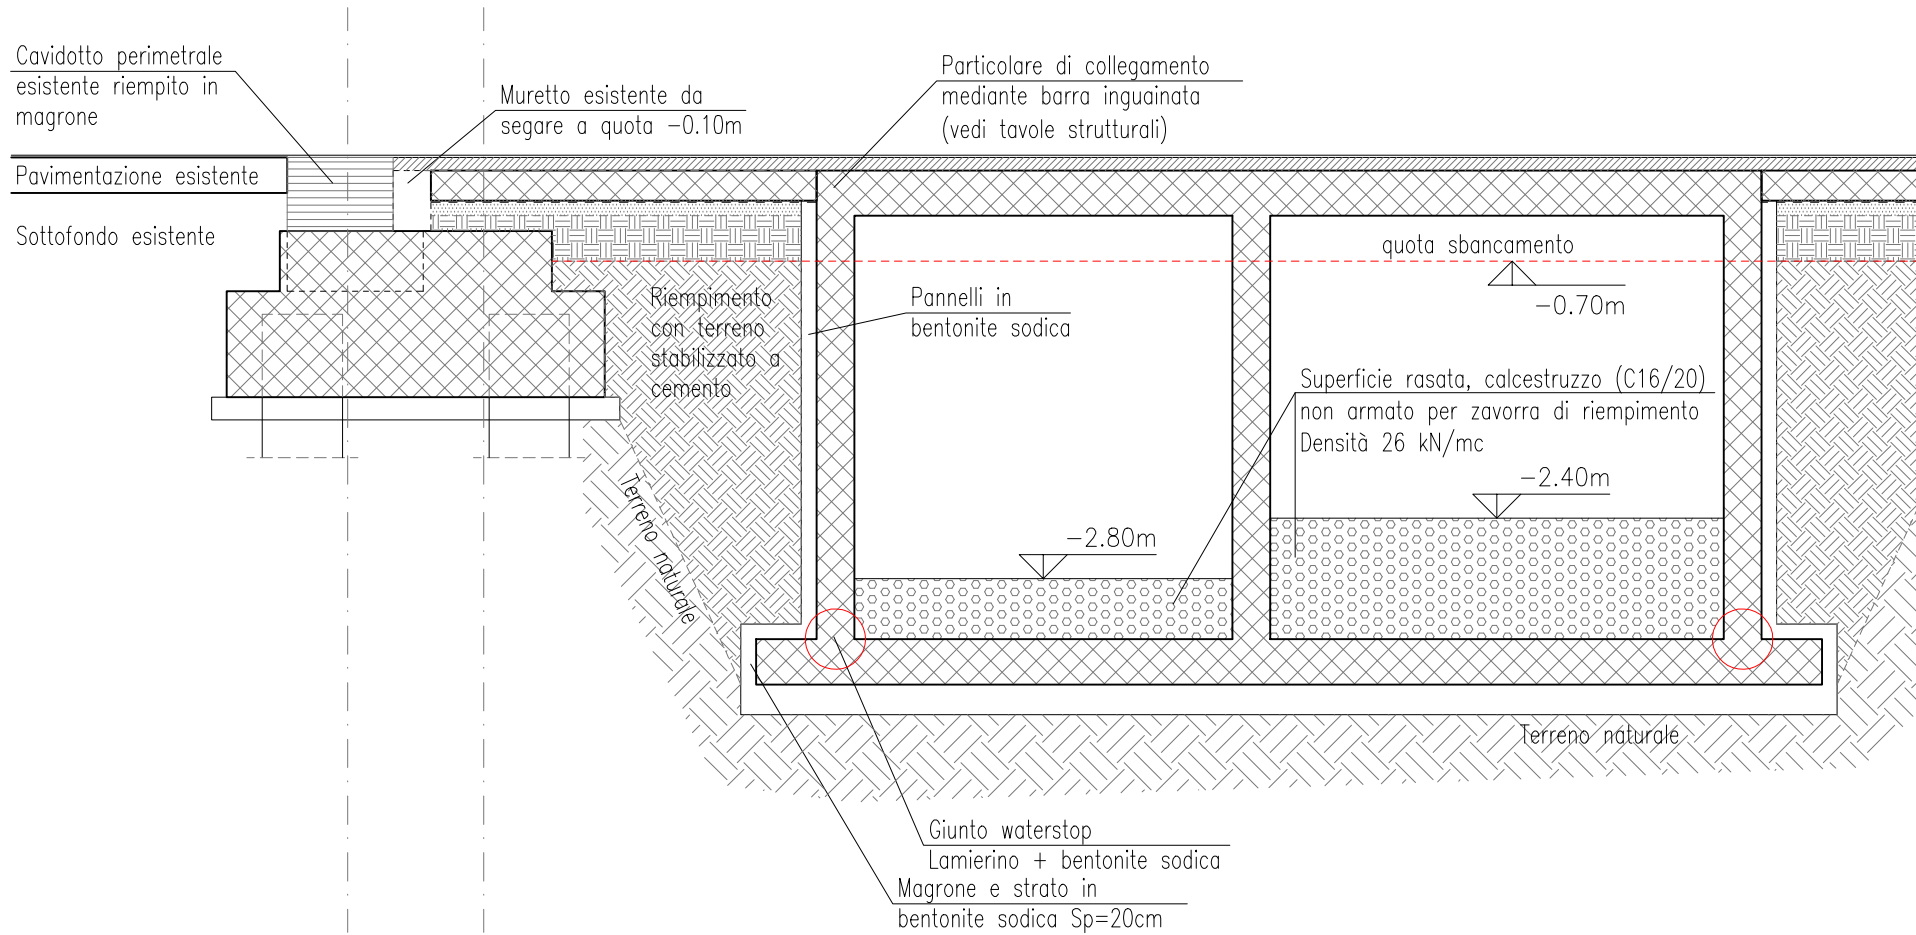 Cavidotto perimetrale
esistente riempito in
magrone
Muretto esistente da
segare a quota -0.10m
Particolare di collegamento
mediante barra inguainata
(vedi tavole strutturali)
Pavimentazione esistente
Sottofondo esistente
quota sbancamento
-0.70m
Riempimento
con terreno
stabilizzato a
cemento
Pannelli in
bentonite sodica
Superficie rasata, calcestruzzo (C16/20)
non armato per zavorra di riempimento
Densità 26 kN/mc
-2.40m
-2.80m
Terreno naturale
Terreno naturale
Giunto waterstop
Lamierino + bentonite sodica
Magrone e strato in
bentonite sodica Sp=20cm